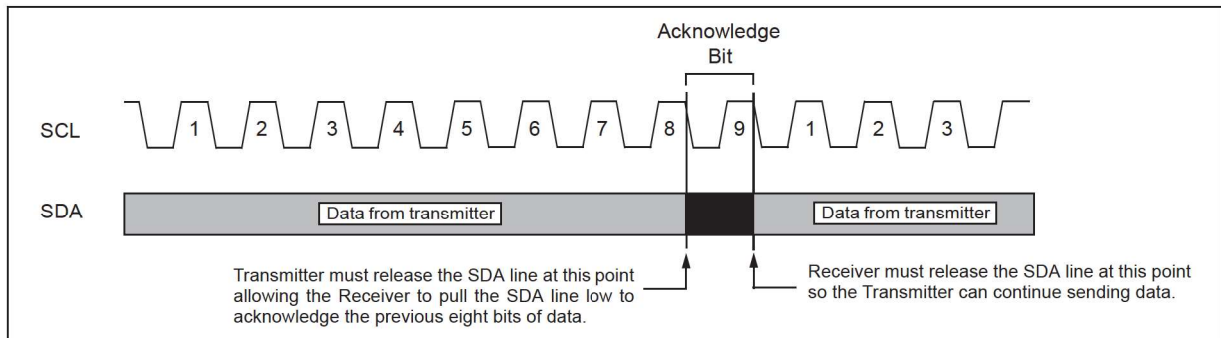 Acknowledge
Bit
SCL
1 2 3 4 5 6 7 8 9 1 2 3
SDA
Data from transmitter
Data from transmitter
Transmitter must release the SDA line at this point
allowing the Receiver to pull the SDA line low to
acknowledge the previous eight bits of data.
Receiver must release the SDA line at this point
so the Transmitter can continue sending data.